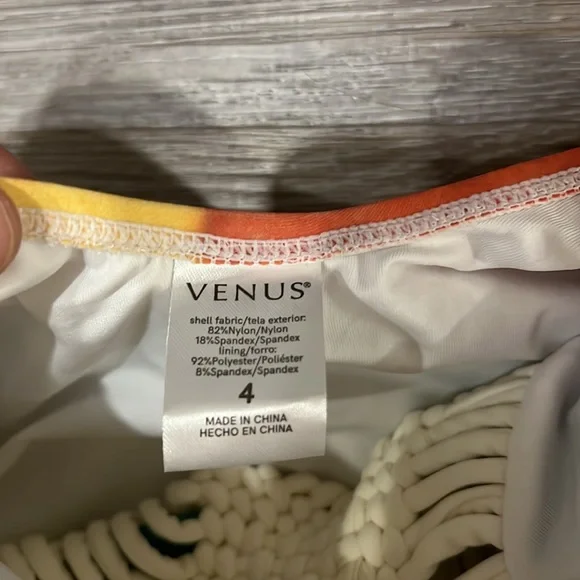 VENUS®
shell fabric/tela exterior:
82%Nylon/Nylon
18%Spandex/Spandex
lining/forro:
92%Polyester/Poliéster
8%Spandex/Spandex
4
MADE IN CHINA
HECHO EN CHINA